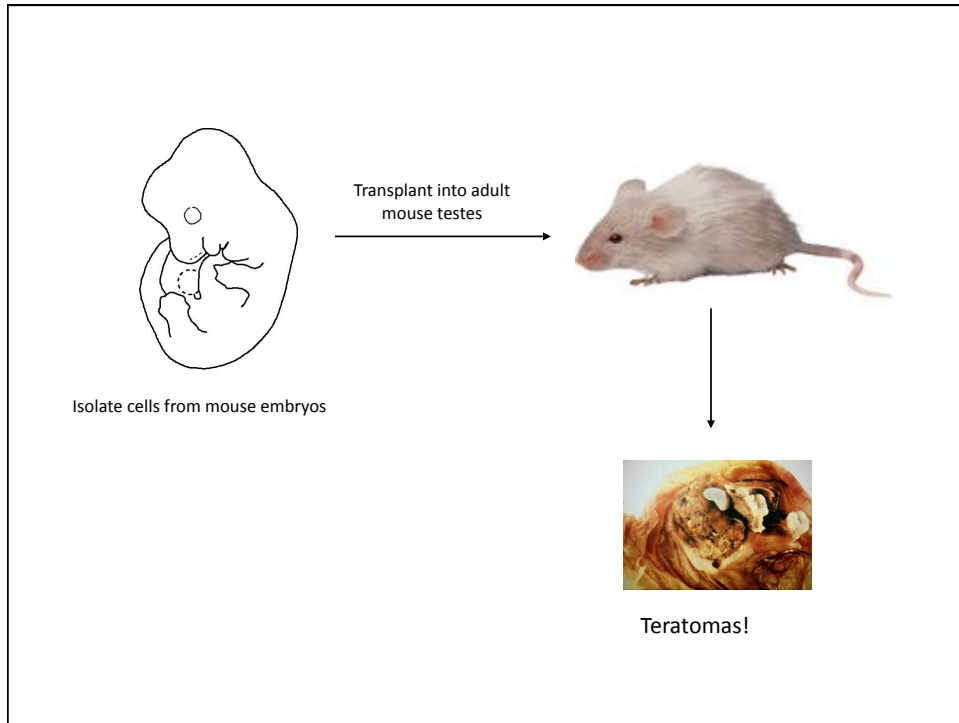 Transplant into adult
mouse testes
Isolate cells from mouse embryos
Teratomas!